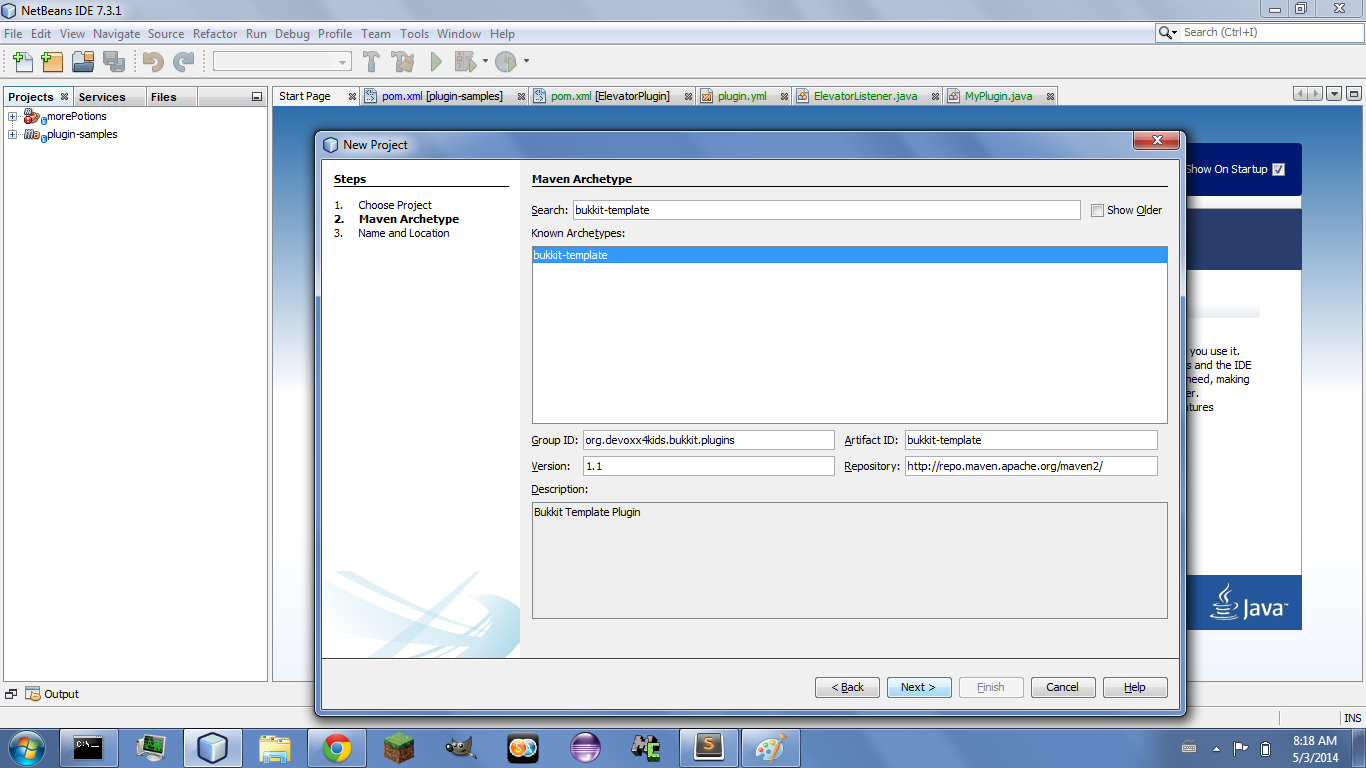 NetBeans IDE 7.3.1
File Edit View Navigate Source Refactor Run Debug Profile Team Tools Window Help
Search (Ctrl+I)
Projects Services Files
Start Page pom.xml [plugin-samples] pom.xml [ElevatorPlugin] plugin.yml ElevatorListener.java MyPlugin.java
morePotions
plugin-samples
New Project
Steps
1. Choose Project
2. Maven Archetype
3. Name and Location
Maven Archetype
Search: bukkit-template Show Older
Known Archetypes:
bukkit-template
Group ID: org.devoxx4kids.bukkit.plugins Artifact ID: bukkit-template
Version: 1.1 Repository: http://repo.maven.apache.org/maven2/
Description:
Bukkit Template Plugin
< Back Next > Finish Cancel Help
Show On Startup
you use it.
s and the IDE
need, making
er.
tures
Java
Output
INS
C:\.
8:18 AM
5/3/2014